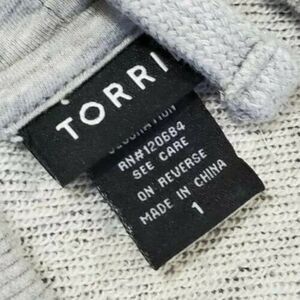 TORRI
RN#120684
SEE CARE
ON REVERSE
MADE IN CHINA
1